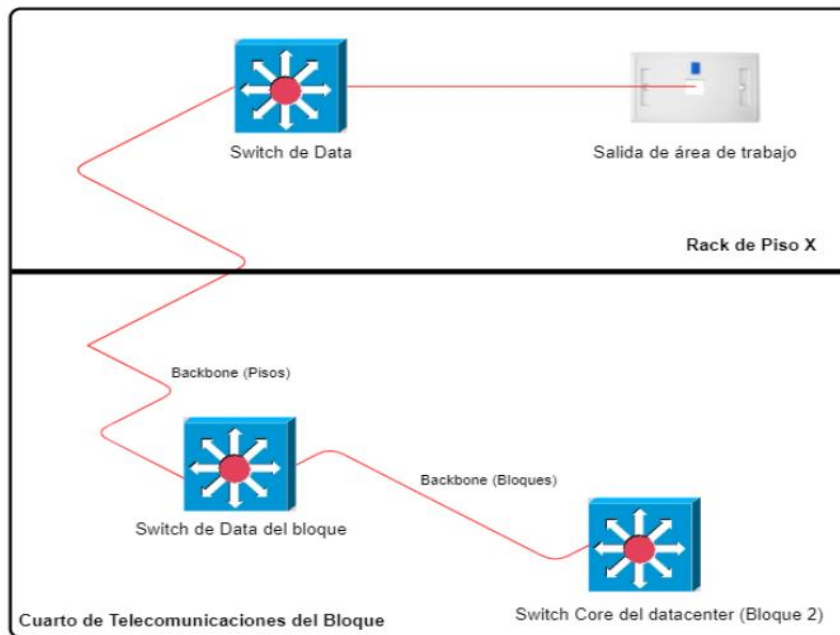 Switch de Data
Salida de área de trabajo
Rack de Piso X
Backbone (Pisos)
Backbone (Bloques)
Switch de Data del bloque
Switch Core del datacenter (Bloque 2)
Cuarto de Telecomunicaciones del Bloque